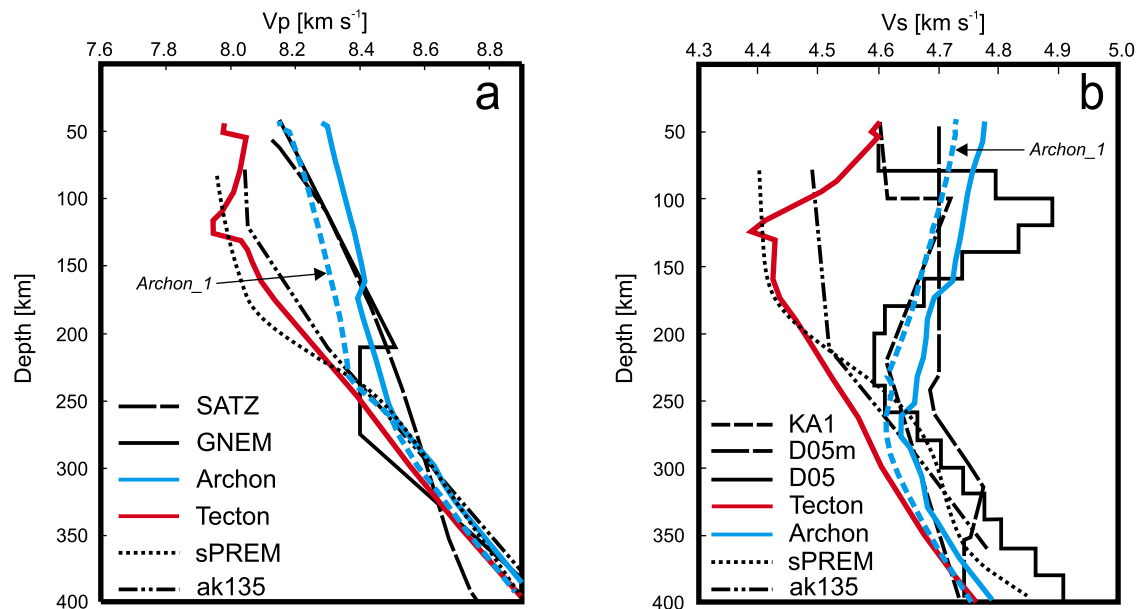 Vp [km s-1]
7.6 7.8 8.0 8.2 8.4 8.6 8.8
a
Depth [km]
50
100
150
200
250
300
350
400
Archon_1
SATZ
GNEM
Archon
Tecton
sPREM
ak135
Vs [km s-1]
4.3 4.4 4.5 4.6 4.7 4.8 4.9 5.0
b
Depth [km]
50
100
150
200
250
300
350
400
Archon_1
KA1
D05m
D05
Tecton
Archon
sPREM
ak135